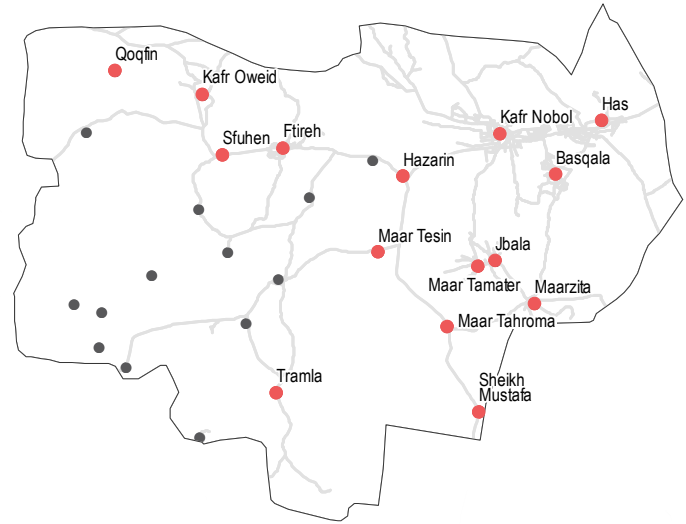 Qoqfin
Kafr Oweid
Has
Kafr Nobol
Sfuhen
Ftireh
Hazarin
Basqala
Maar Tesin
Jbala
Maar Tamater
Maarzita
Maar Tahroma
Tramla
Sheikh
Mustafa